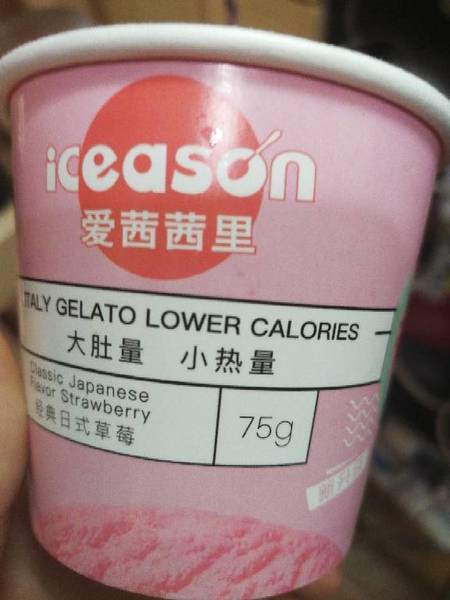 iceason
爱茜茜里
ITALY GELATO LOWER CALORIES
大肚量 小热量
Classic Japanese
Flavor Strawberry
经典日式草莓
75g